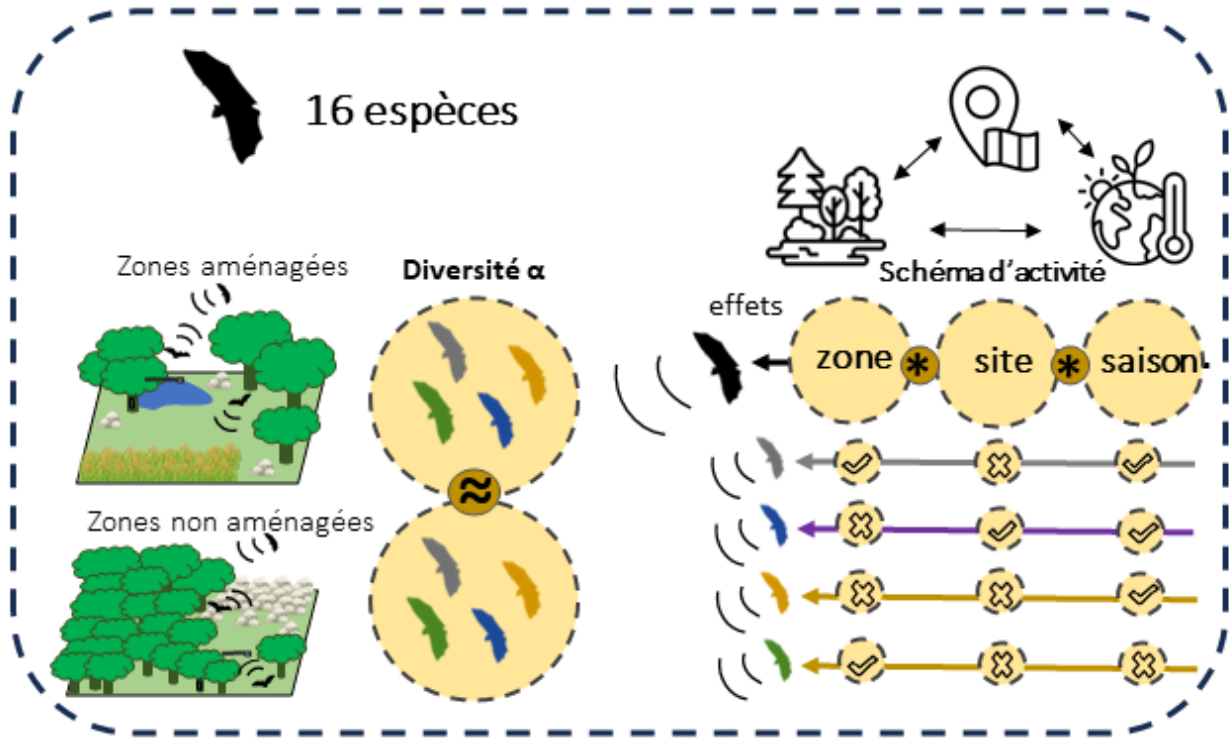 16 espèces
Zones aménagées
Diversité α
Schéma d'activité
effets
zone * site * saison
≈
Zones non aménagées